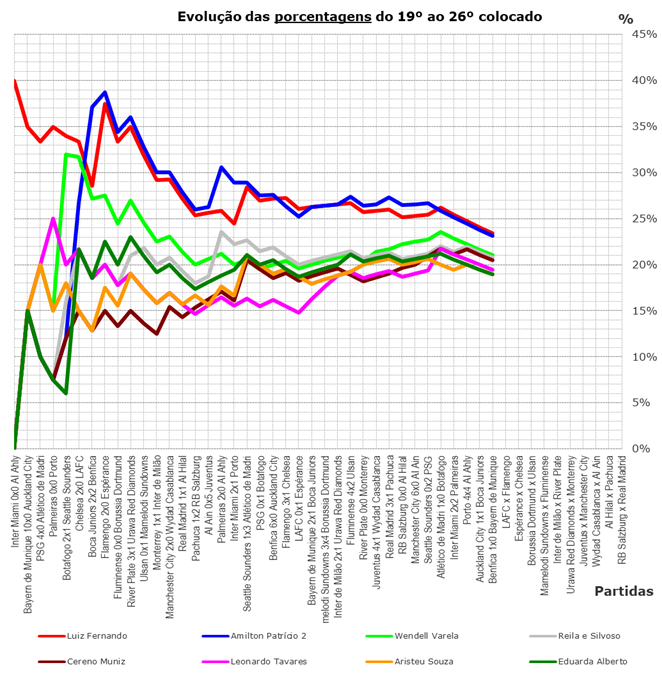 Evolução das porcentagens do 19º ao 26º colocado
%
45%
40%
35%
30%
25%
20%
15%
10%
5%
0%
Inter Miami 0x0 Al Ahly
Bayern de Munique 10x0 Auckland City
PSG 4x0 Atlético de Madri
Palmeiras 0x0 Porto
Botafogo 2x1 Seattle Sounders
Chelsea 2x0 LAFC
Boca Juniors 2x2 Benfica
Flamengo 2x0 Espérance
Fluminense 0x0 Borussia Dortmund
River Plate 3x1 Urawa Red Diamonds
Ulsan 0x1 Mamelodi Sundowns
Monterrey 1x1 Inter de Milão
Manchester City 2x0 Wydad Casablanca
Real Madrid 1x1 Al Hilal
Pachuca 1x2 RB Salzburg
Al Ain 0x5 Juventus
Palmeiras 2x0 Al Ahly
Inter Miami 2x1 Porto
Seattle Sounders 1x3 Atlético de Madri
PSG 0x1 Botafogo
Benfica 6x0 Auckland City
Flamengo 3x1 Chelsea
LAFC 0x1 Espérance
Bayern de Munique 2x1 Boca Juniors
melodi Sundowns 3x4 Borussia Dortmund
Inter de Milão 2x1 Urawa Red Diamonds
Fluminense 4x2 Ulsan
River Plate 0x0 Monterrey
Juventus 4x1 Wydad Casablanca
Real Madrid 3x1 Pachuca
RB Salzburg 0x0 Al Hilal
Manchester City 6x0 Al Ain
Seattle Sounders 0x2 PSG
Atlético de Madri 1x0 Botafogo
Inter Miami 2x2 Palmeiras
Porto 4x4 Al Ahly
Auckland City 1x1 Boca Juniors
Benfica 1x0 Bayern de Munique
LAFC x Flamengo
Espérance x Chelsea
Borussia Dortmund x Ulsan
Mamelodi Sundowns x Fluminense
Inter de Milão x River Plate
Urawa Red Diamonds x Monterrey
Juventus x Manchester City
Wydad Casablanca x Al Ain
Al Hilal x Pachuca
RB Salzburg x Real Madrid
Partidas
Luiz Fernando
Amilton Patrício 2
Wendell Varela
Reila e Silvoso
Cereno Muniz
Leonardo Tavares
Aristeu Souza
Eduarda Alberto